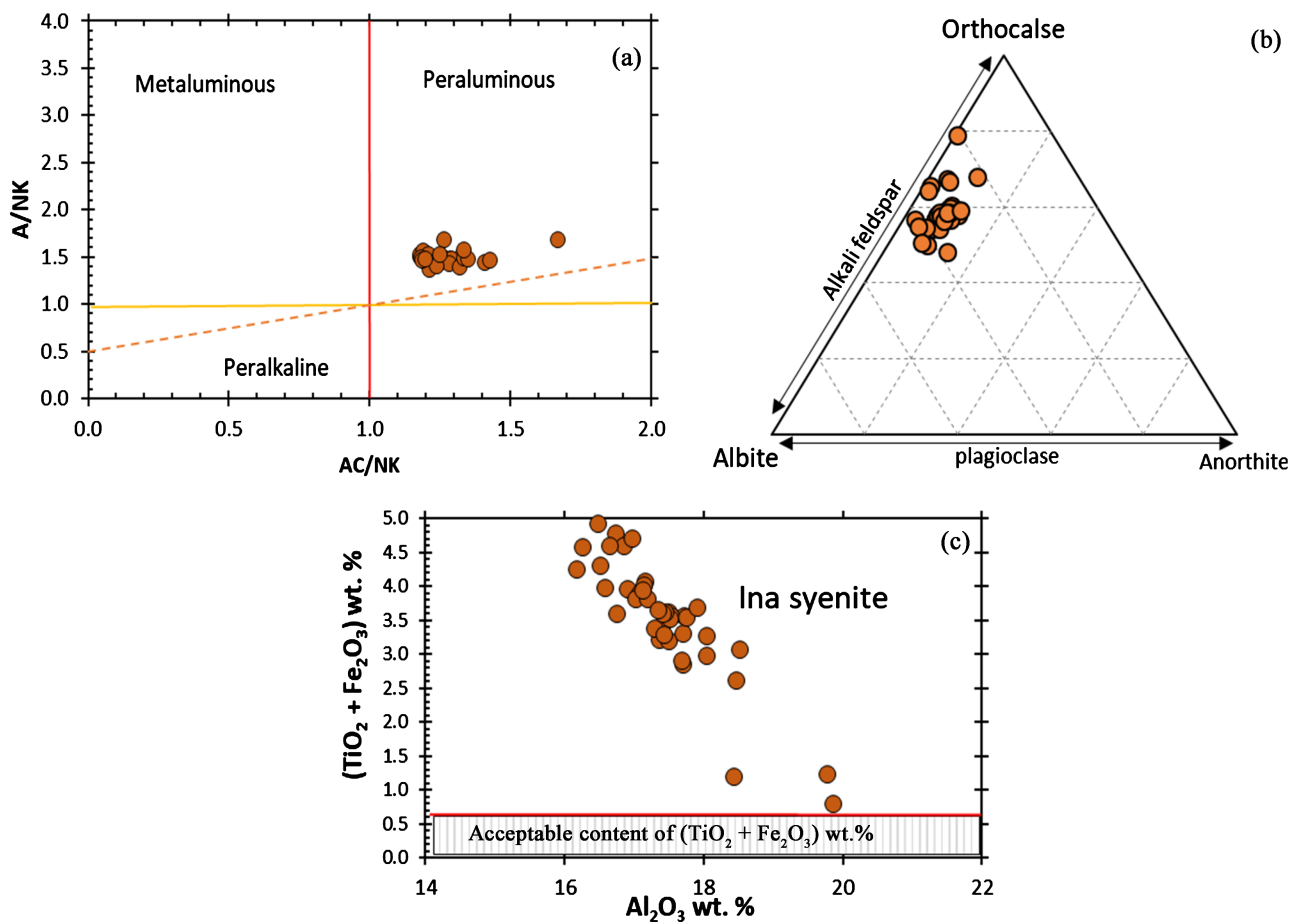 (a)
Metaluminous
Peraluminous
Peralkaline
A/NK
4.0
3.5
3.0
2.5
2.0
1.5
1.0
0.5
0.0
0.0
0.5
1.0
1.5
2.0
AC/NK
(b)
Orthocalse
Alkali feldspar
Albite
plagioclase
Anorthite
(c)
Ina syenite
(TiO₂ + Fe₂O₃) wt. %
5.0
4.5
4.0
3.5
3.0
2.5
2.0
1.5
1.0
0.5
0.0
Acceptable content of (TiO₂ + Fe₂O₃) wt.%
14
16
18
20
22
Al₂O₃ wt. %